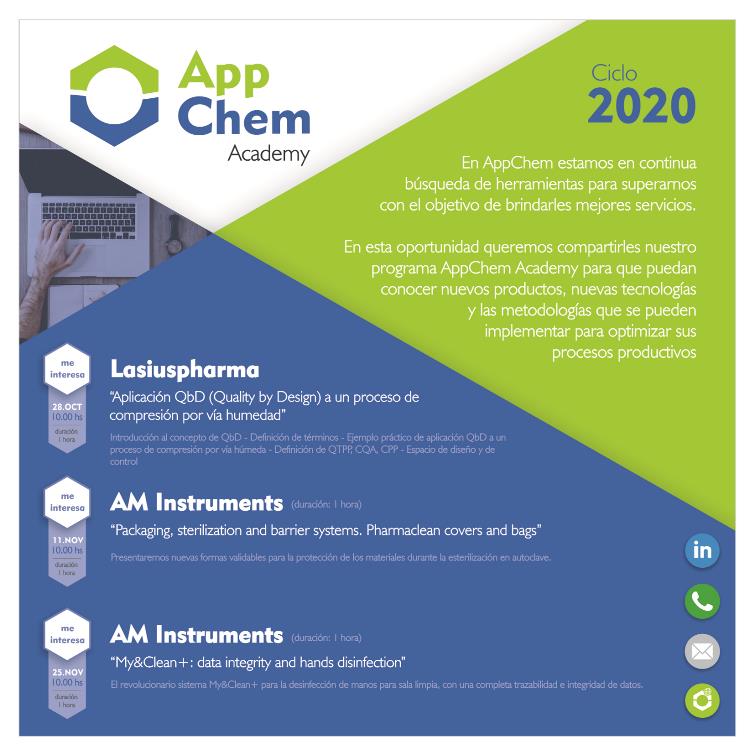 App
Chem
Academy
Ciclo
2020
En AppChem estamos en continua
búsqueda de herramientas para superarnos
con el objetivo de brindarles mejores servicios.
En esta oportunidad queremos compartirles nuestro
programa AppChem Academy para que puedan
conocer nuevos productos, nuevas tecnologías
y las metodologías que se pueden
implementar para optimizar sus
procesos productivos
me
interesa
28.OCT
10.00 hs
duración
1 hora
Lasiuspharma
“Aplicación QbD (Quality by Design) a un proceso de
compresión por vía humedad”
Introducción al concepto de QbD - Definición de términos - Ejemplo práctico de aplicación QbD a un
proceso de compresión por vía húmeda - Definición de QTPP, CQA, CPP - Espacio de diseño y de
control
me
interesa
11.NOV
10.00 hs
duración
1 hora
AM Instruments (duración: 1 hora)
“Packaging, sterilization and barrier systems. Pharmaclean covers and bags”
Presentaremos nuevas formas validables para la protección de los materiales durante la esterilización en autoclave.
me
interesa
25.NOV
10.00 hs
duración
1 hora
AM Instruments (duración: 1 hora)
“My&Clean+: data integrity and hands disinfection”
El revolucionario sistema My&Clean+ para la desinfección de manos para sala limpia, con una completa trazabilidad e integridad de datos.
in